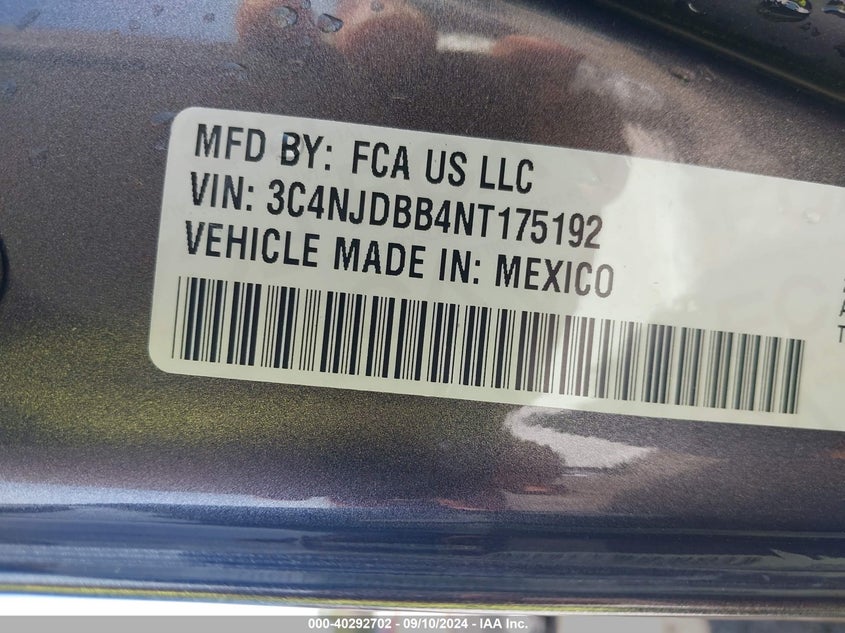 MFD BY: FCA US LLC
VIN: 3C4NJDBB4NT175192
VEHICLE MADE IN: MEXICO
000-40292702 — 09/10/2024 — IAA Inc.